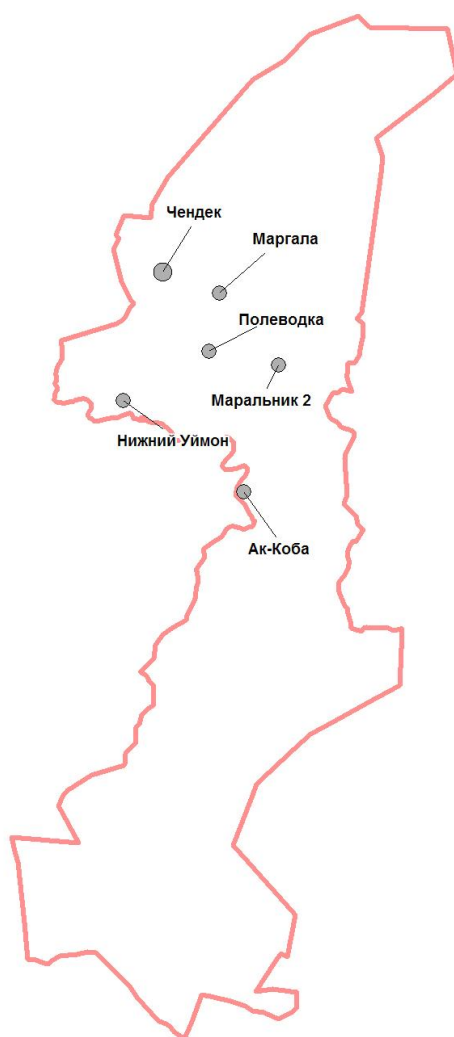 Чендек
Маргала
Полеводка
Маральник 2
Нижний Уймон
Ак-Коба